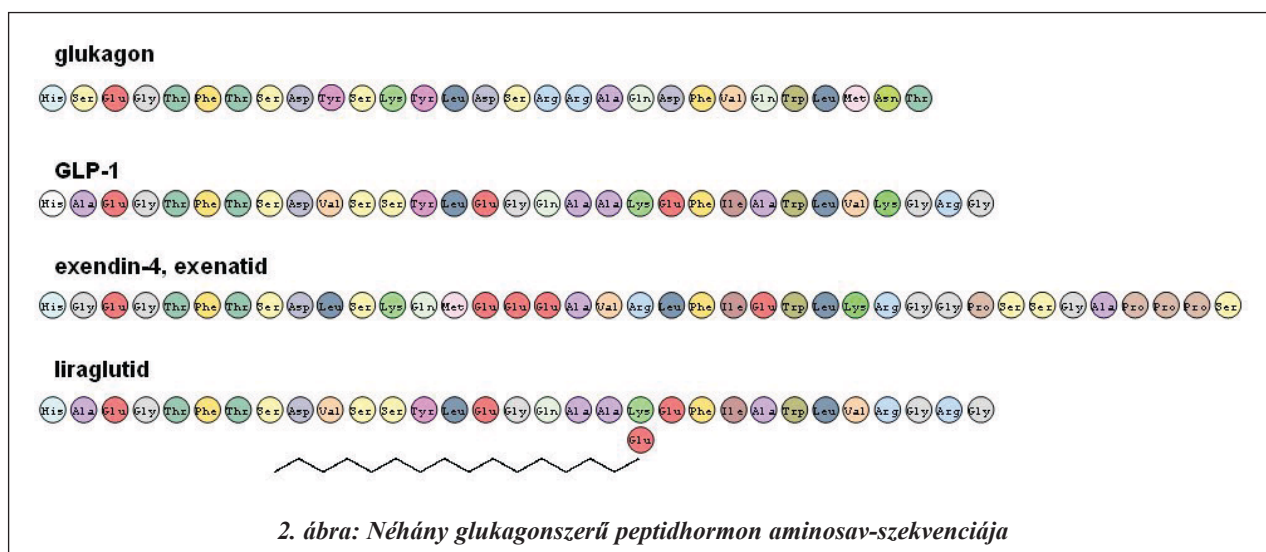 glukagon
His Ser Glu Gly Thr Phe Thr Ser Asp Tyr Ser Lys Tyr Leu Asp Ser Arg Arg Ala Gln Asp Phe Val Gln Trp Leu Met Asn Thr
GLP-1
His Ala Glu Gly Thr Phe Thr Ser Asp Val Ser Ser Tyr Leu Glu Gly Gln Ala Ala Lys Glu Phe Ile Ala Trp Leu Val Lys Gly Arg Gly
exendin-4, exenatid
His Gly Glu Gly Thr Phe Thr Ser Asp Leu Ser Lys Gln Met Glu Glu Glu Ala Val Arg Leu Phe Ile Glu Trp Leu Lys Arg Gly Gly Pro Ser Ser Gly Ala Pro Pro Pro Ser
liraglutid
His Ala Glu Gly Thr Phe Thr Ser Asp Val Ser Ser Tyr Leu Glu Gly Gln Ala Ala Lys Glu Phe Ile Ala Trp Leu Val Arg Gly Arg Gly
Glu
2. ábra: Néhány glukagonszerű peptidhormon aminosav-szekvenciája